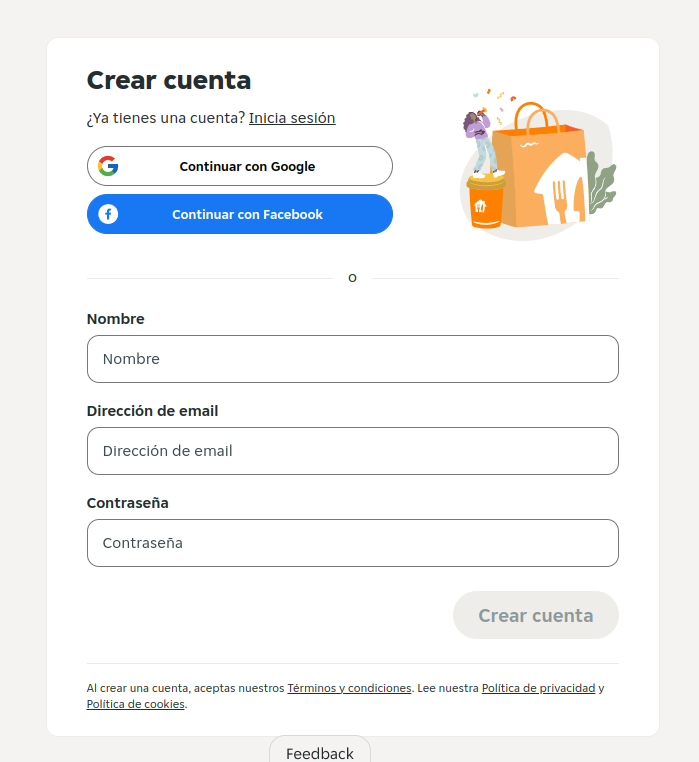 Crear cuenta
¿Ya tienes una cuenta? Inicia sesión
Continuar con Google
Continuar con Facebook
o
Nombre
Nombre
Dirección de email
Dirección de email
Contraseña
Contraseña
Crear cuenta
Al crear una cuenta, aceptas nuestros Términos y condiciones. Lee nuestra Política de privacidad y
Política de cookies.
Feedback